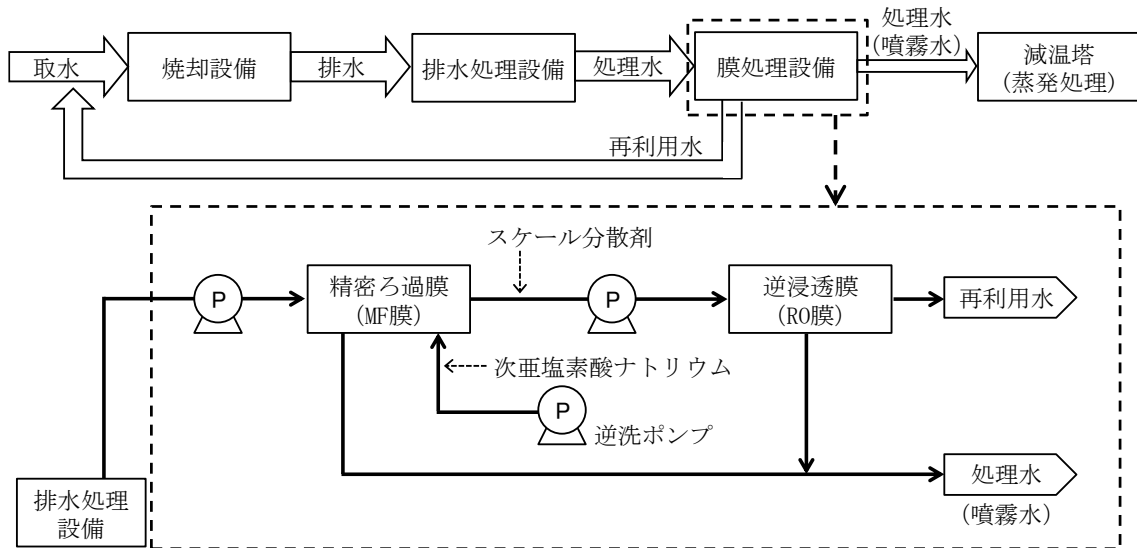 取水
焼却設備
排水
排水処理設備
処理水
膜処理設備
処理水
(噴霧水)
減温塔
(蒸発処理)
再利用水
スケール分散剤
P
精密ろ過膜
(MF膜)
P
逆浸透膜
(RO膜)
再利用水
次亜塩素酸ナトリウム
P
逆洗ポンプ
排水処理
設備
処理水
(噴霧水)